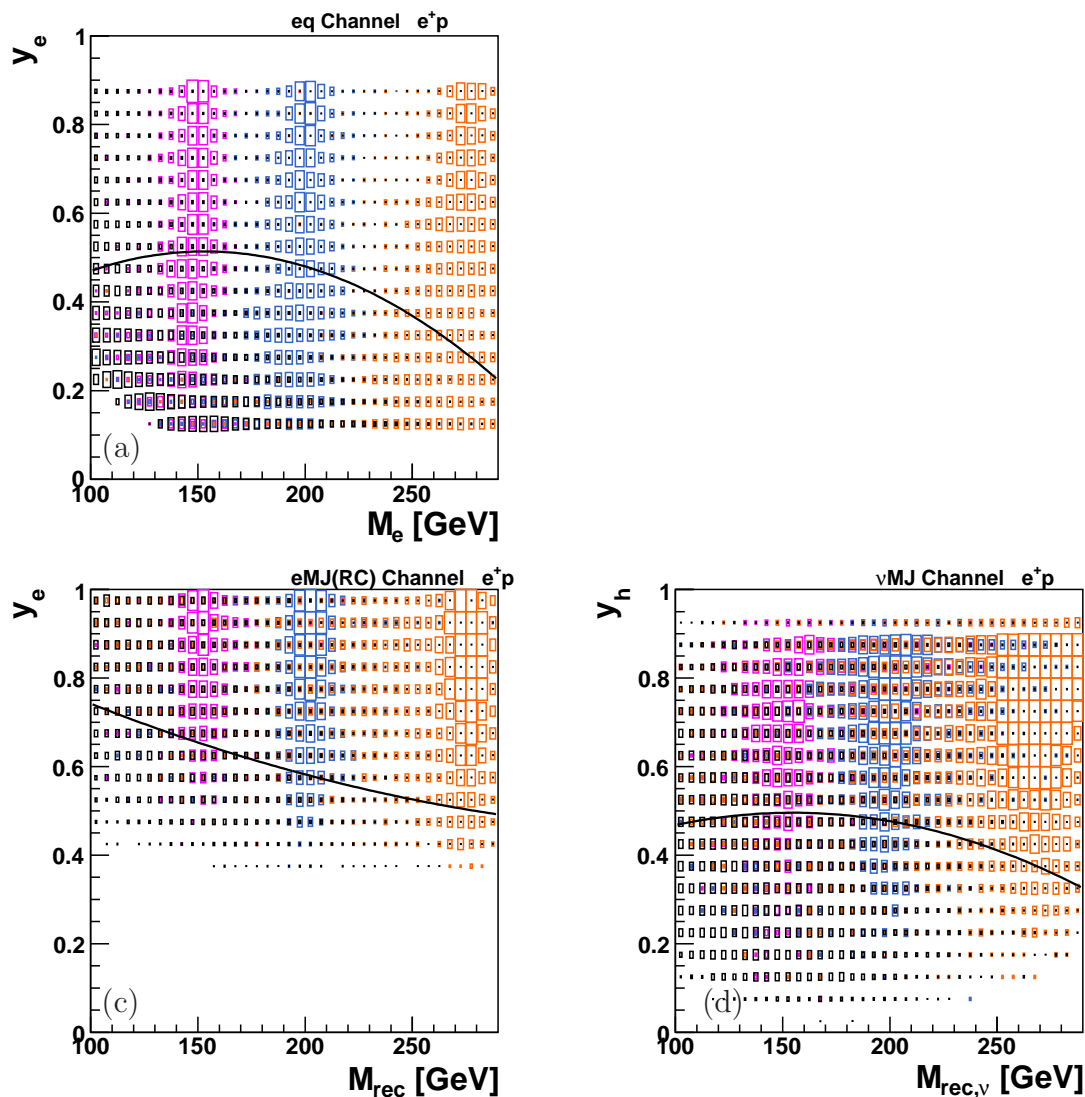 eq Channel e⁺p
y_e
1
0.8
0.6
0.4
0.2
0
(a)
100 150 200 250
M_e [GeV]
eMJ(RC) Channel e⁺p
y_e
1
0.8
0.6
0.4
0.2
0
(c)
100 150 200 250
M_rec [GeV]
νMJ Channel e⁺p
y_h
1
0.8
0.6
0.4
0.2
0
(d)
100 150 200 250
M_rec,ν [GeV]